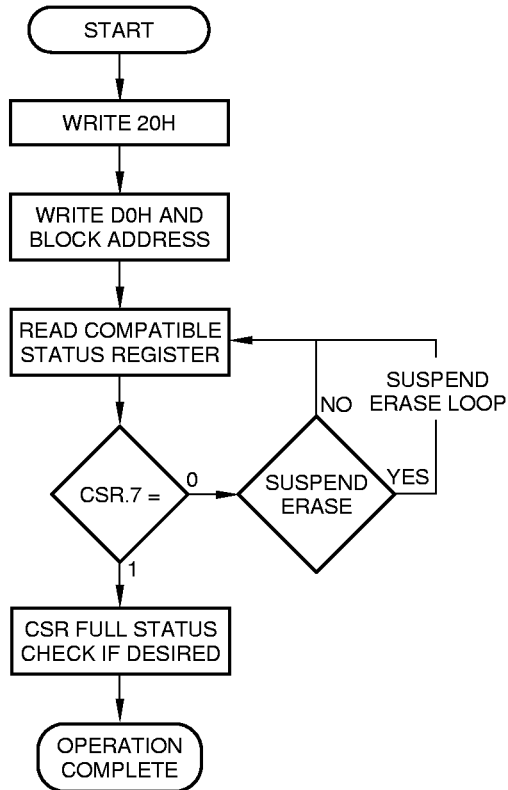 START
WRITE 20H
WRITE D0H AND
BLOCK ADDRESS
READ COMPATIBLE
STATUS REGISTER
SUSPEND
ERASE LOOP
NO
CSR.7 =
0
SUSPEND
ERASE
YES
1
CSR FULL STATUS
CHECK IF DESIRED
OPERATION
COMPLETE